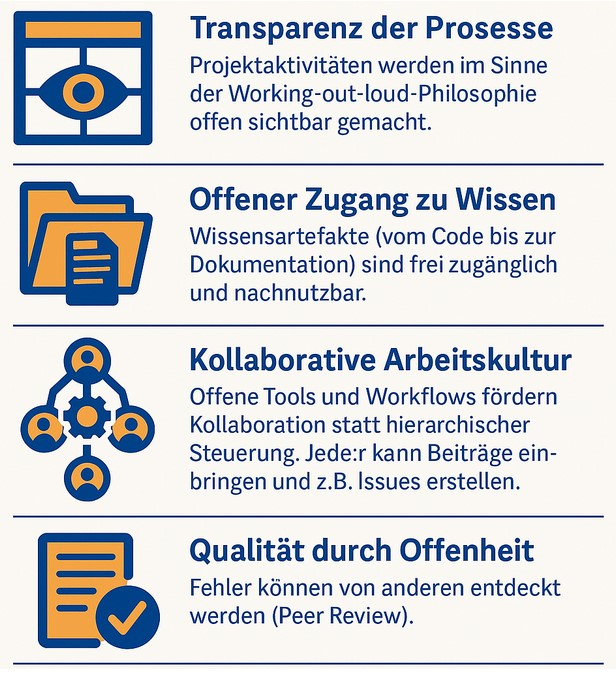 Transparenz der Prosesse
Projektaktivitäten werden im Sinne
der Working-out-loud-Philosophie
offen sichtbar gemacht.
Offener Zugang zu Wissen
Wissensartefakte (vom Code bis zur
Dokumentation) sind frei zugänglich
und nachnutzbar.
Kollaborative Arbeitskultur
Offene Tools und Workflows fördern
Kollaboration statt hierarchischer
Steuerung. Jede:r kann Beiträge ein-
bringen und z.B. Issues erstellen.
Qualität durch Offenheit
Fehler können von anderen entdeckt
werden (Peer Review).